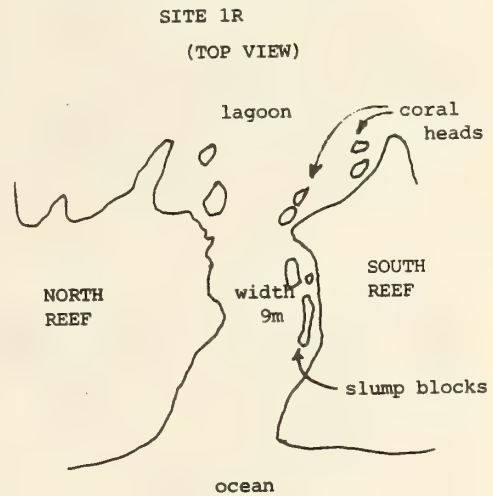 SITE 1R
(TOP VIEW)
lagoon
coral
heads
NORTH
REEF
width
9m
SOUTH
REEF
slump blocks
ocean